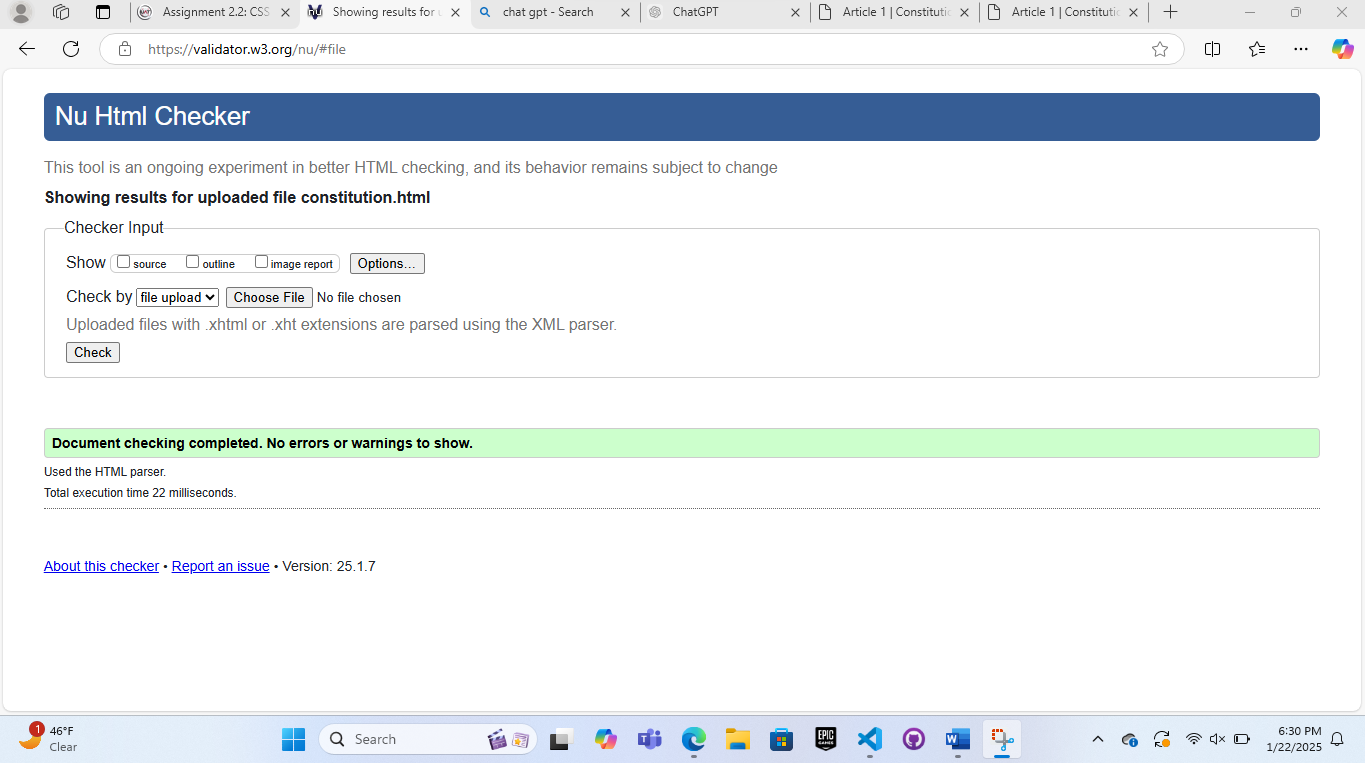 Assignment 2.2: CSS
Showing results for u
chat gpt - Search
ChatGPT
Article 1 | Constitutio
Article 1 | Constitutio
https://validator.w3.org/nu/#file
Nu Html Checker
This tool is an ongoing experiment in better HTML checking, and its behavior remains subject to change
Showing results for uploaded file constitution.html
Checker Input
Show source outline image report Options...
Check by file upload Choose File No file chosen
Uploaded files with .xhtml or .xht extensions are parsed using the XML parser.
Check
Document checking completed. No errors or warnings to show.
Used the HTML parser.
Total execution time 22 milliseconds.
About this checker • Report an issue • Version: 25.1.7
1
46°F
Clear
Search
EPIC GAMES
6:30 PM
1/22/2025